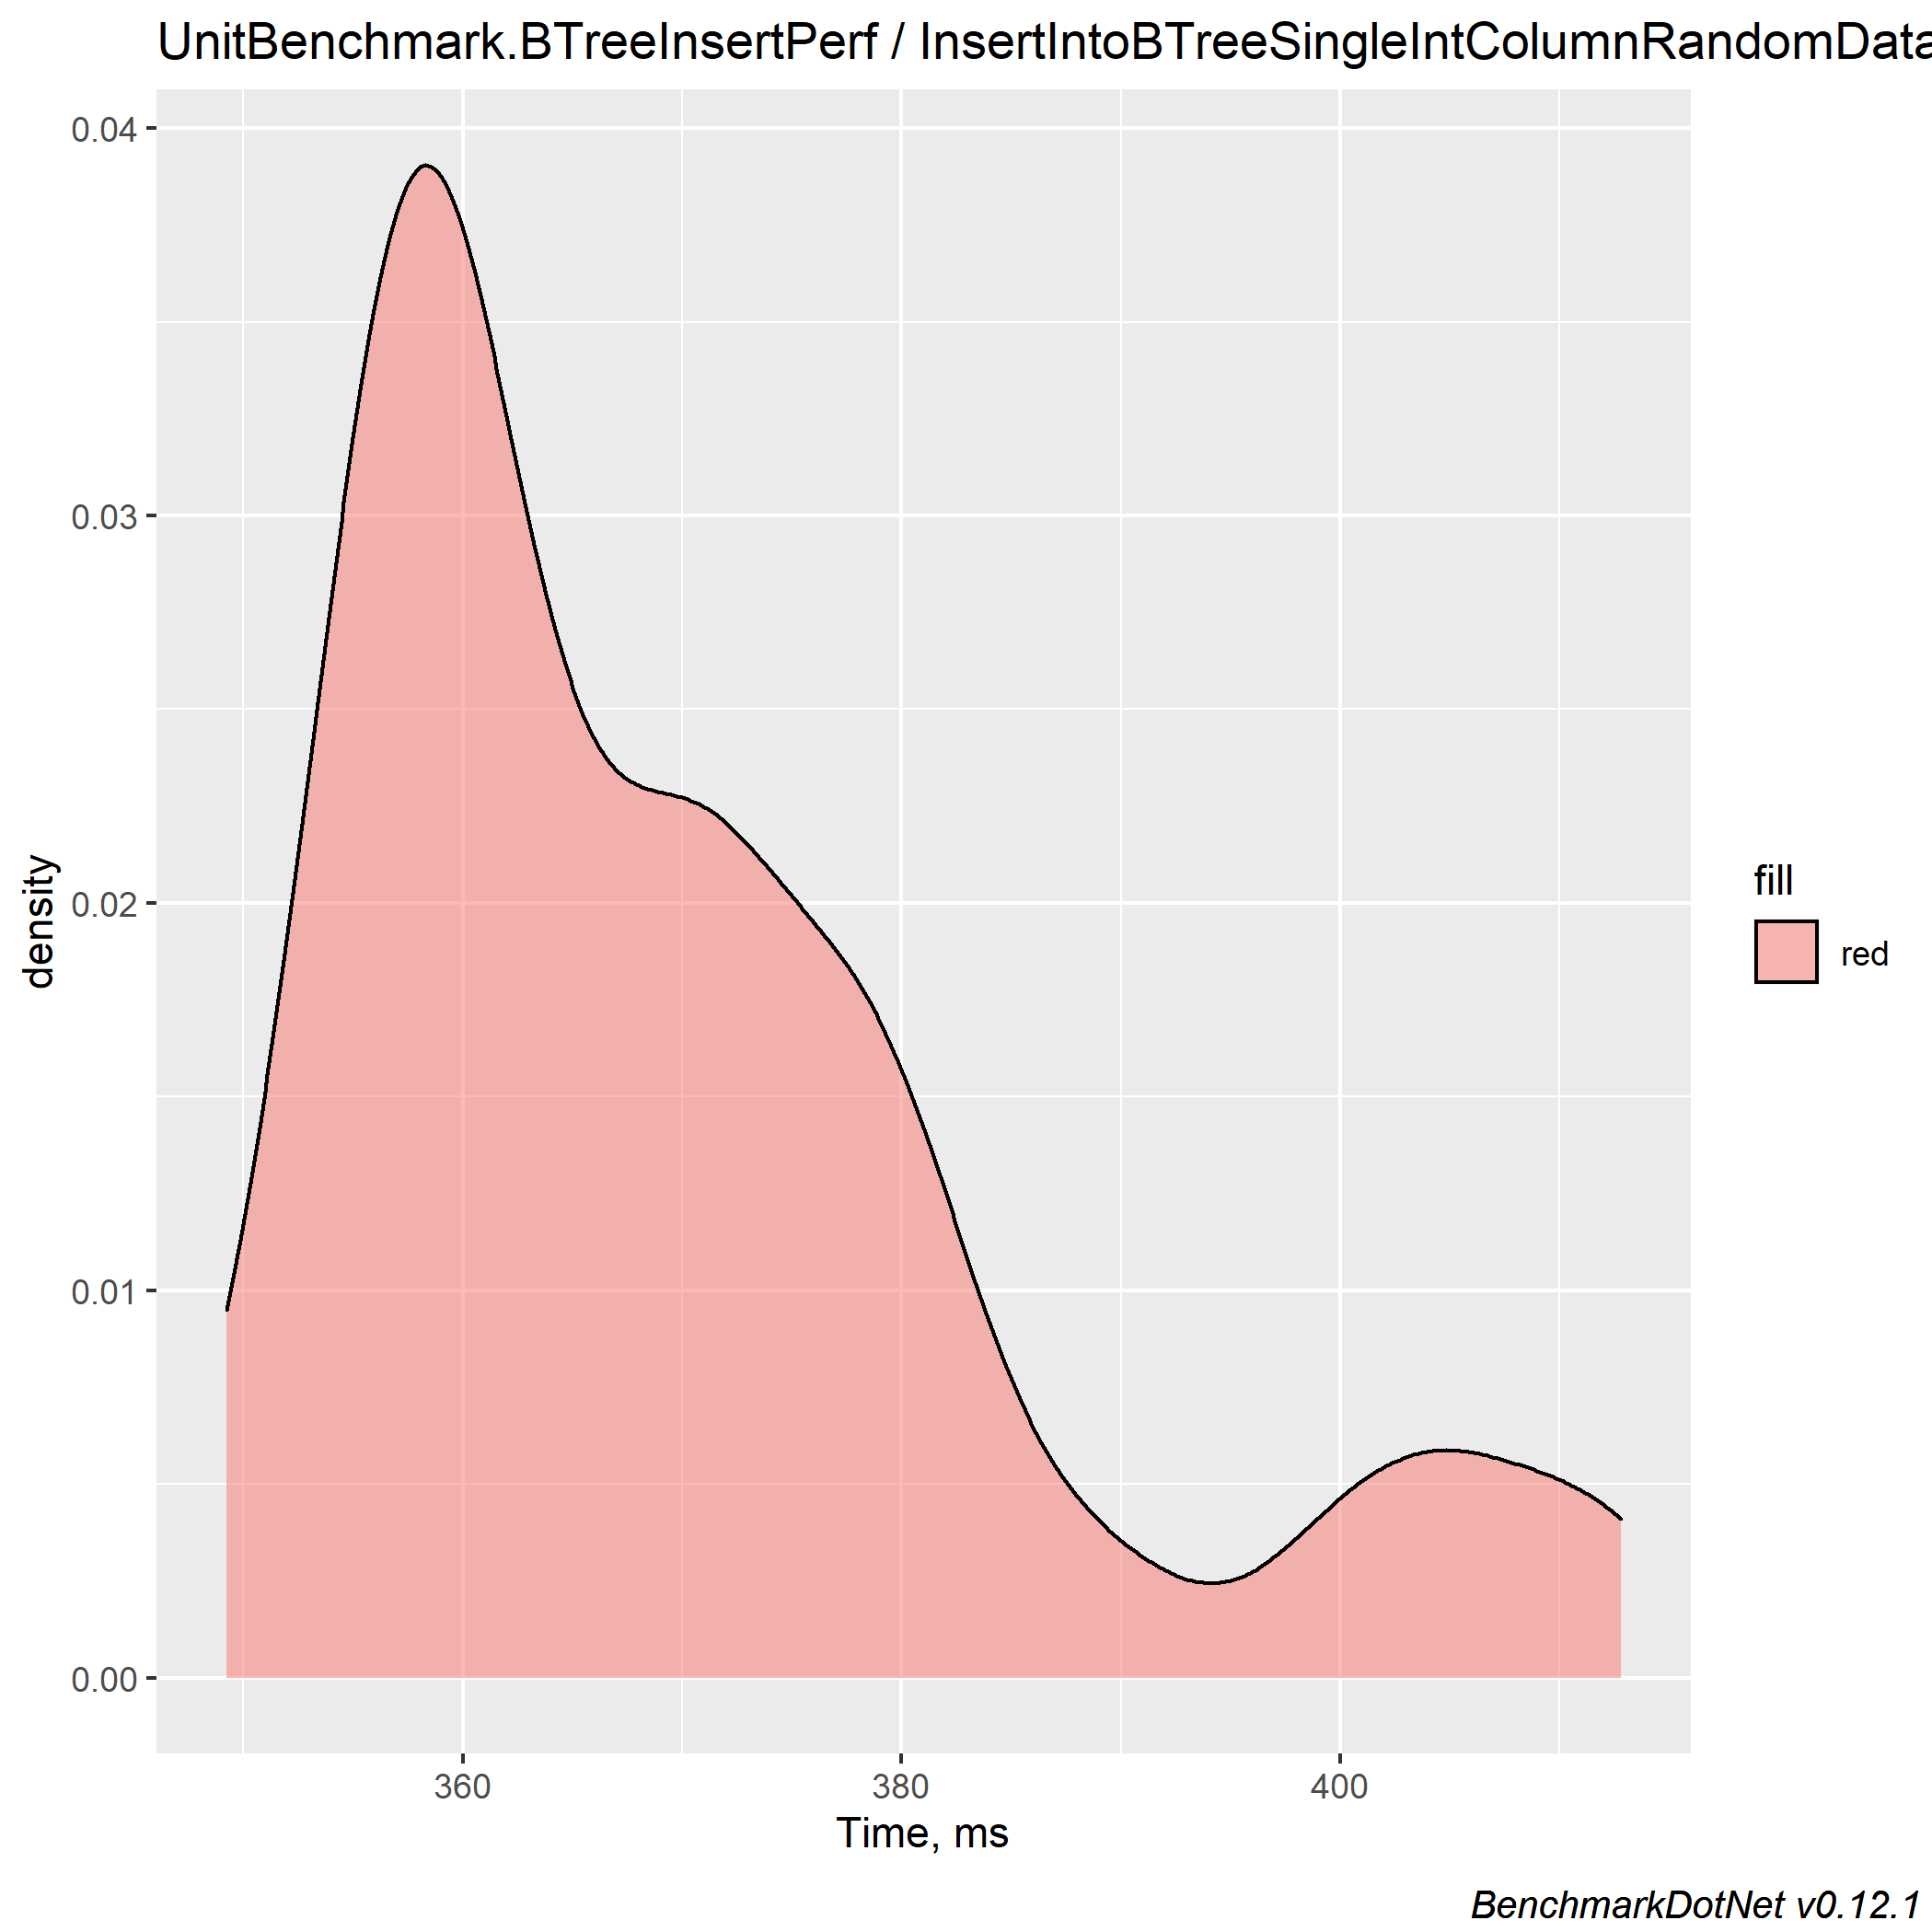 UnitBenchmark.BTreeInsertPerf / InsertIntoBTreeSingleIntColumnRandomData
0.04
0.03
0.02
0.01
0.00
density
360
380
400
Time, ms
fill
red
BenchmarkDotNet v0.12.1